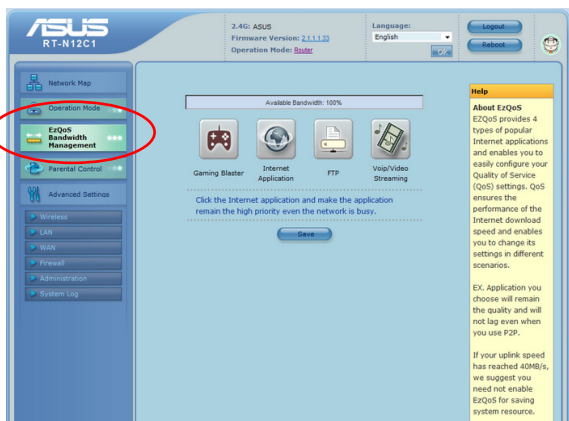 ASUS
RT-N12C1
2.4G: ASUS
Firmware Version: 2.1.1.1.33
Operation Mode: Router
Language:
English
Logout
Reboot
Network Map
Operation Mode
EzQoS
Bandwidth
Management
Parental Control
Advanced Settings
Wireless
LAN
WAN
Firewall
Administration
System Log
Available Bandwidth: 100%
Gaming Blaster
Internet
Application
FTP
Voip/Video
Streaming
Click the Internet application and make the application
remain the high priority even the network is busy.
Save
Help
About EzQoS
EZQoS provides 4
types of popular
Internet applications
and enables you to
easily configure your
Quality of Service
(QoS) settings. QoS
ensures the
performance of the
Internet download
speed and enables
you to change its
settings in different
scenarios.
EX. Application you
choose will remain
the quality and will
not lag even when
you use P2P.
If your uplink speed
has reached 40MB/s,
we suggest you
need not enable
EzQoS for saving
system resource.